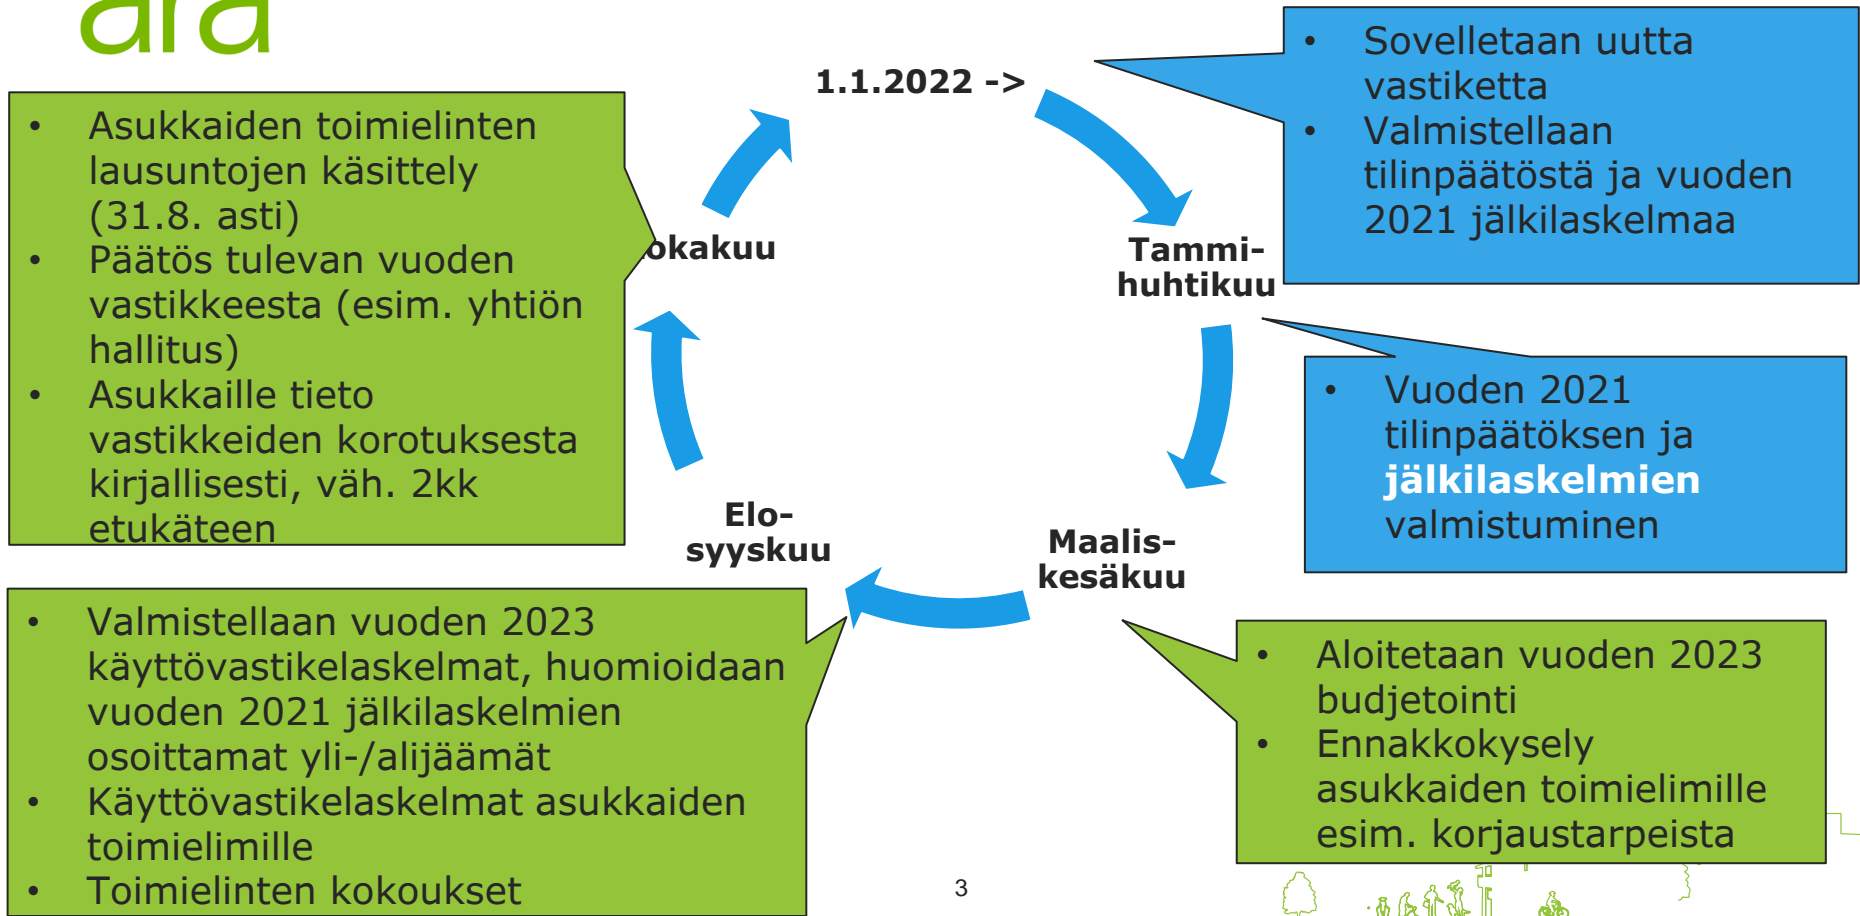 ara
1.1.2022 ->
• Sovelletaan uutta
vastiketta
• Valmistellaan
tilinpäätöstä ja vuoden
2021 jälkilaskelmaa
Tammi-
huhtikuu
• Vuoden 2021
tilinpäätöksen ja
jälkilaskelmien
valmistuminen
Maalis-
kesäkuu
• Aloitetaan vuoden 2023
budjetointi
• Ennakkokysely
asukkaiden toimielimille
esim. korjaustarpeista
Elo-
syyskuu
• Valmistellaan vuoden 2023
käyttövastikelaskelmat, huomioidaan
vuoden 2021 jälkilaskelmien
osoittamat yli-/alijäämät
• Käyttövastikelaskelmat asukkaiden
toimielimille
• Toimielinten kokoukset
okakuu
• Asukkaiden toimielinten
lausuntojen käsittely
(31.8. asti)
• Päätös tulevan vuoden
vastikkeesta (esim. yhtiön
hallitus)
• Asukkaille tieto
vastikkeiden korotuksesta
kirjallisesti, väh. 2kk
etukäteen
3